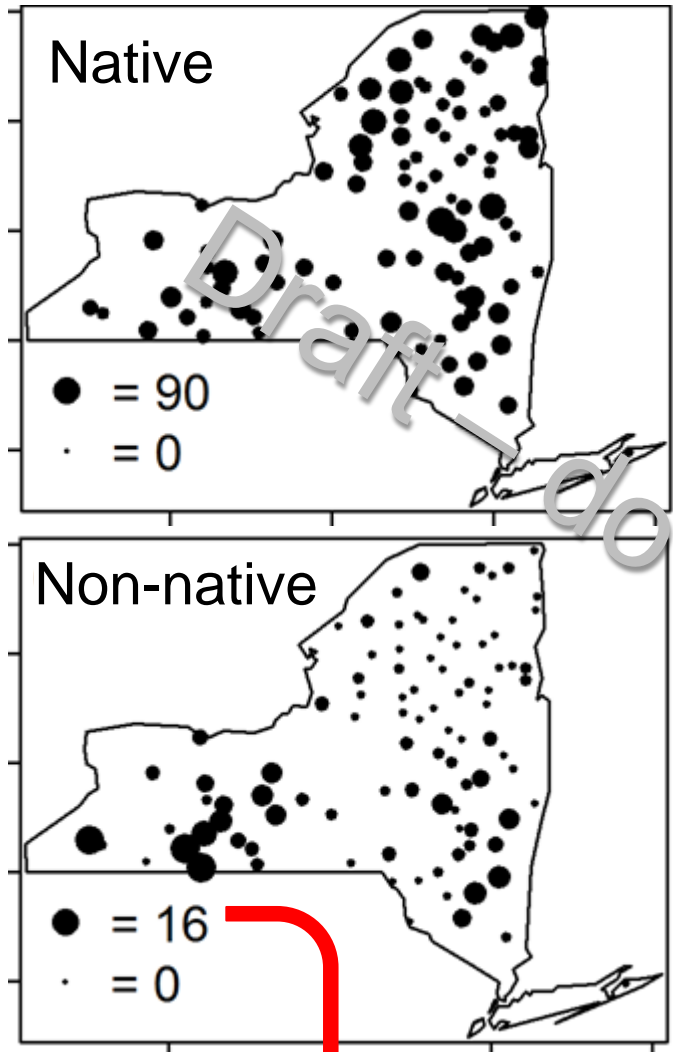 Native
= 90
= 0
Draft_do
Non-native
= 16
= 0